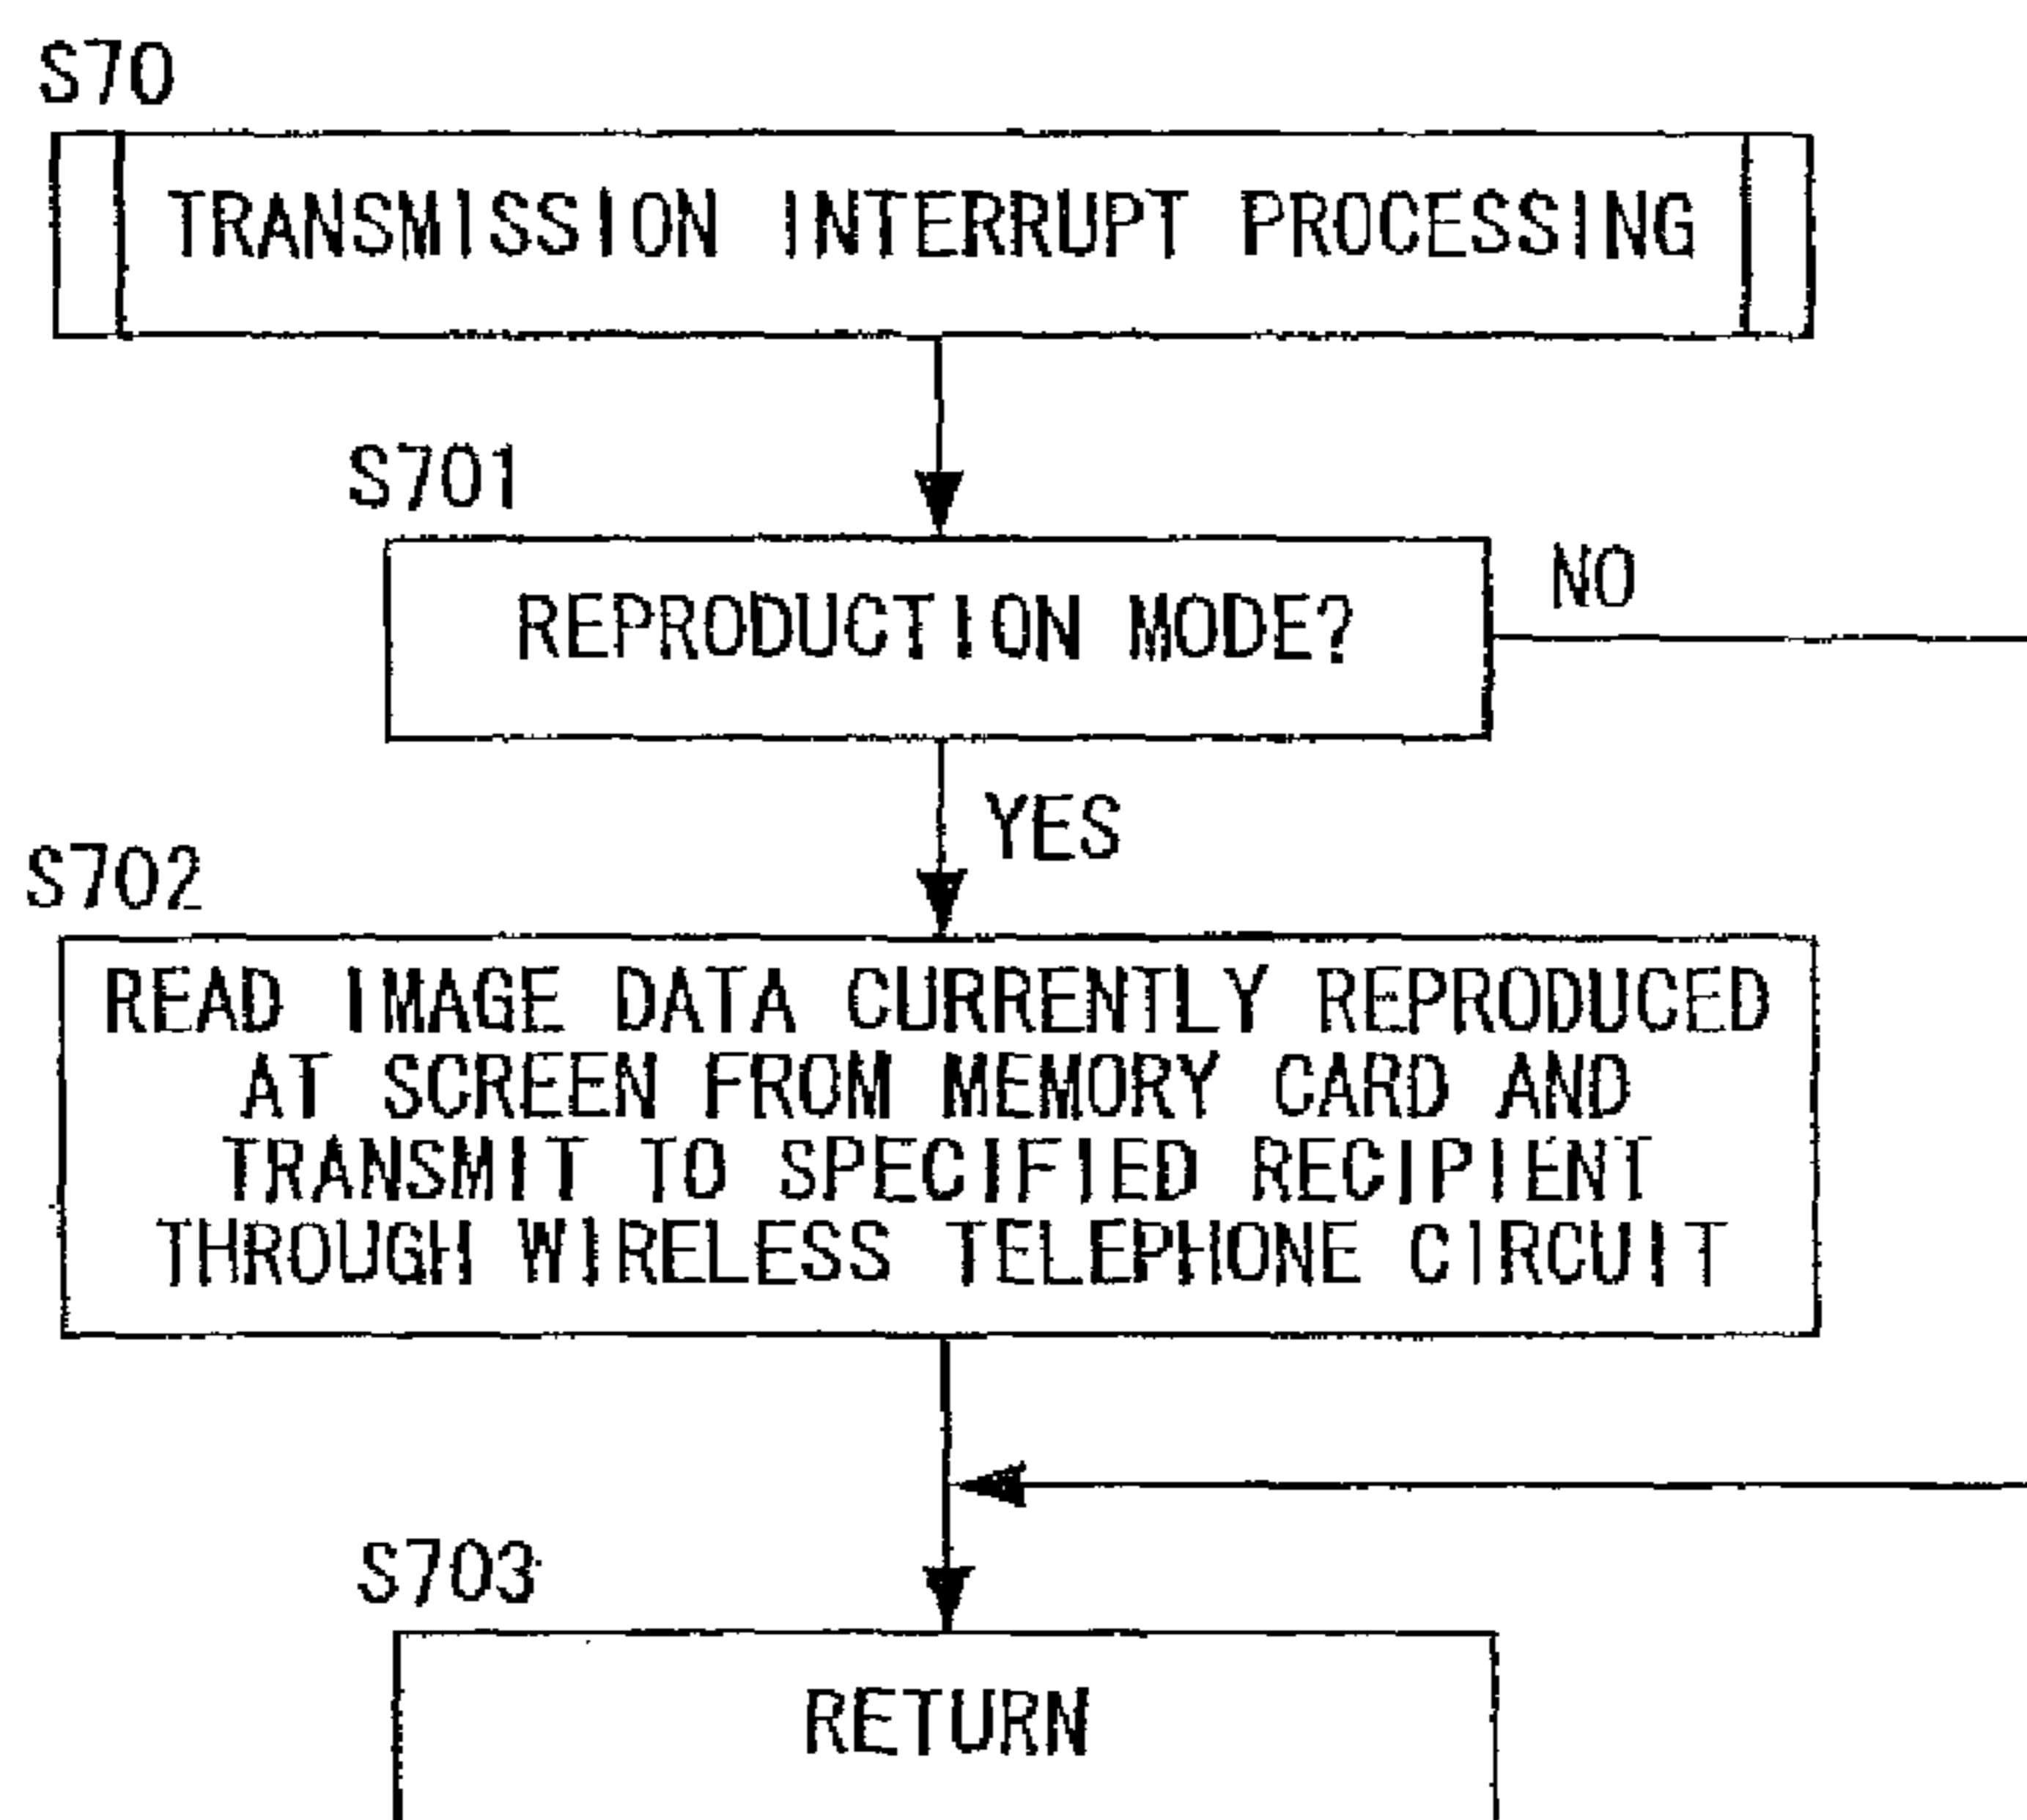 S70
TRANSMISSION INTERRUPT PROCESSING
S701
REPRODUCTION MODE?
NO
YES
S702
READ IMAGE DATA CURRENTLY REPRODUCED
AT SCREEN FROM MEMORY CARD AND
TRANSMIT TO SPECIFIED RECIPIENT
THROUGH WIRELESS TELEPHONE CIRCUIT
S703
RETURN